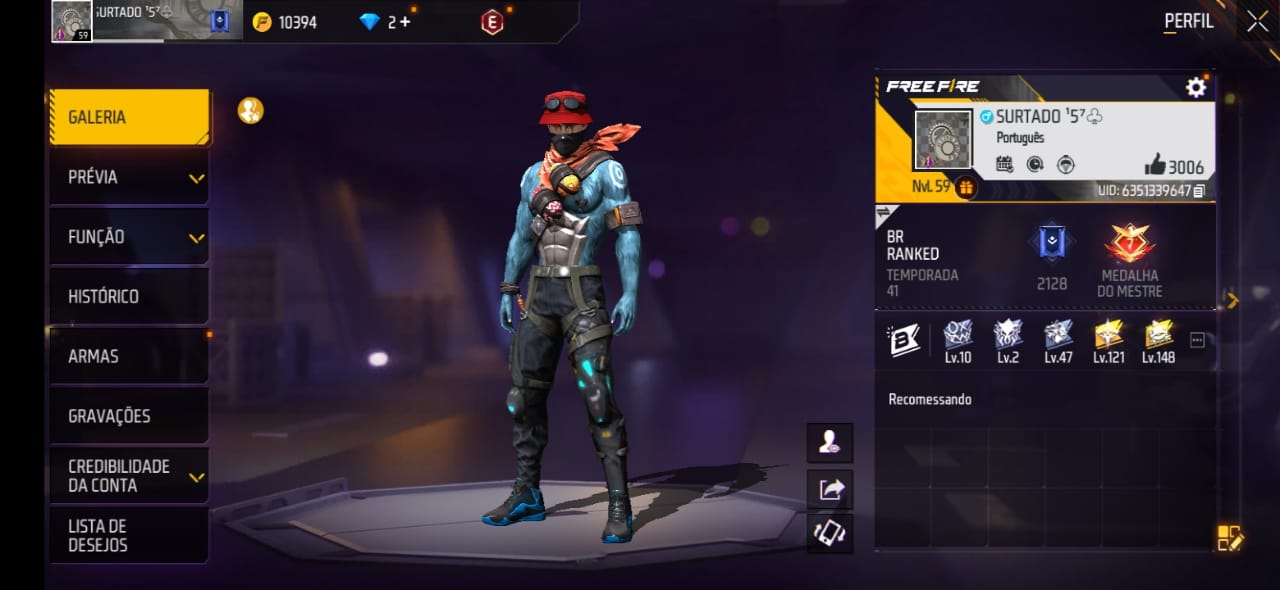 59
SURTADO ¹5⁷♧
10394
2+
E
PERFIL
GALERIA
PRÉVIA
FUNÇÃO
HISTÓRICO
ARMAS
GRAVAÇÕES
CREDIBILIDADE
DA CONTA
LISTA DE
DESEJOS
FREE FIRE
SURTADO ¹5⁷♧
Português
3006
Nvl. 59
UID: 6351339647
BR
RANKED
TEMPORADA
41
2128
7
MEDALHA
DO MESTRE
B
Lv.10 Lv.2 Lv.47 Lv.121 Lv.148
Recomessando